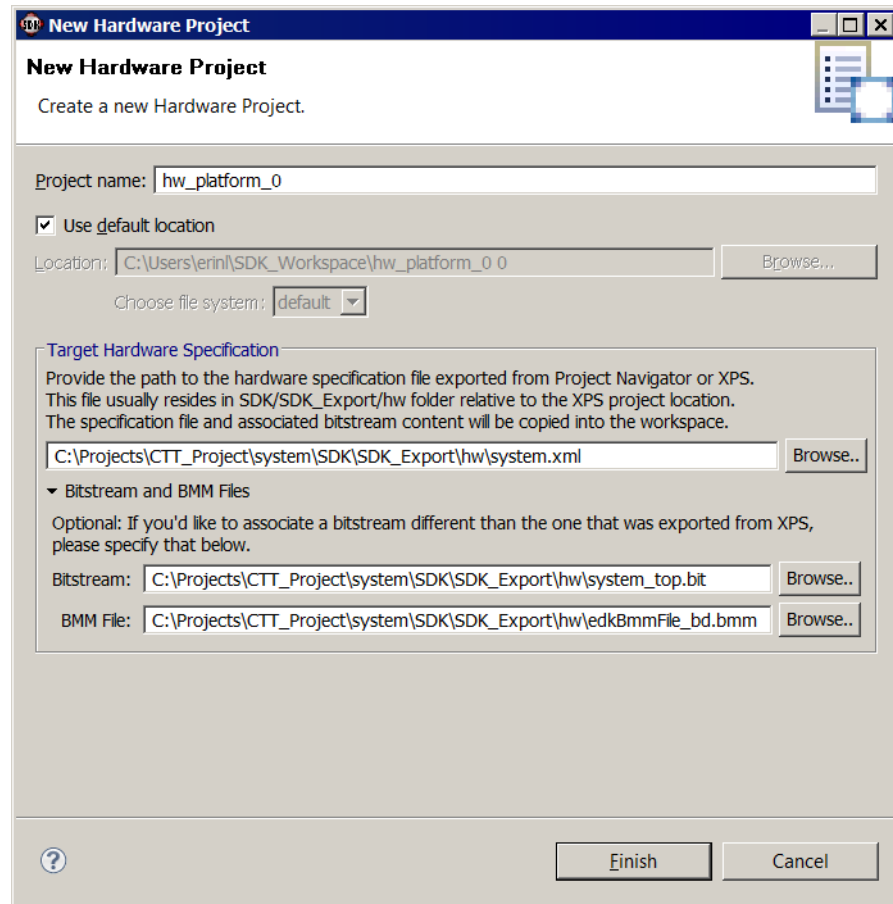 SDK New Hardware Project
New Hardware Project
Create a new Hardware Project.
Project name: hw_platform_0
Use default location
Location: C:\Users\erinl\SDK_Workspace\hw_platform_0 0 Browse...
Choose file system: default
Target Hardware Specification
Provide the path to the hardware specification file exported from Project Navigator or XPS.
This file usually resides in SDK/SDK_Export/hw folder relative to the XPS project location.
The specification file and associated bitstream content will be copied into the workspace.
C:\Projects\CTT_Project\system\SDK\SDK_Export\hw\system.xml Browse..
Bitstream and BMM Files
Optional: If you'd like to associate a bitstream different than the one that was exported from XPS,
please specify that below.
Bitstream: C:\Projects\CTT_Project\system\SDK\SDK_Export\hw\system_top.bit Browse..
BMM File: C:\Projects\CTT_Project\system\SDK\SDK_Export\hw\edkBmmFile_bd.bmm Browse..
? Finish Cancel